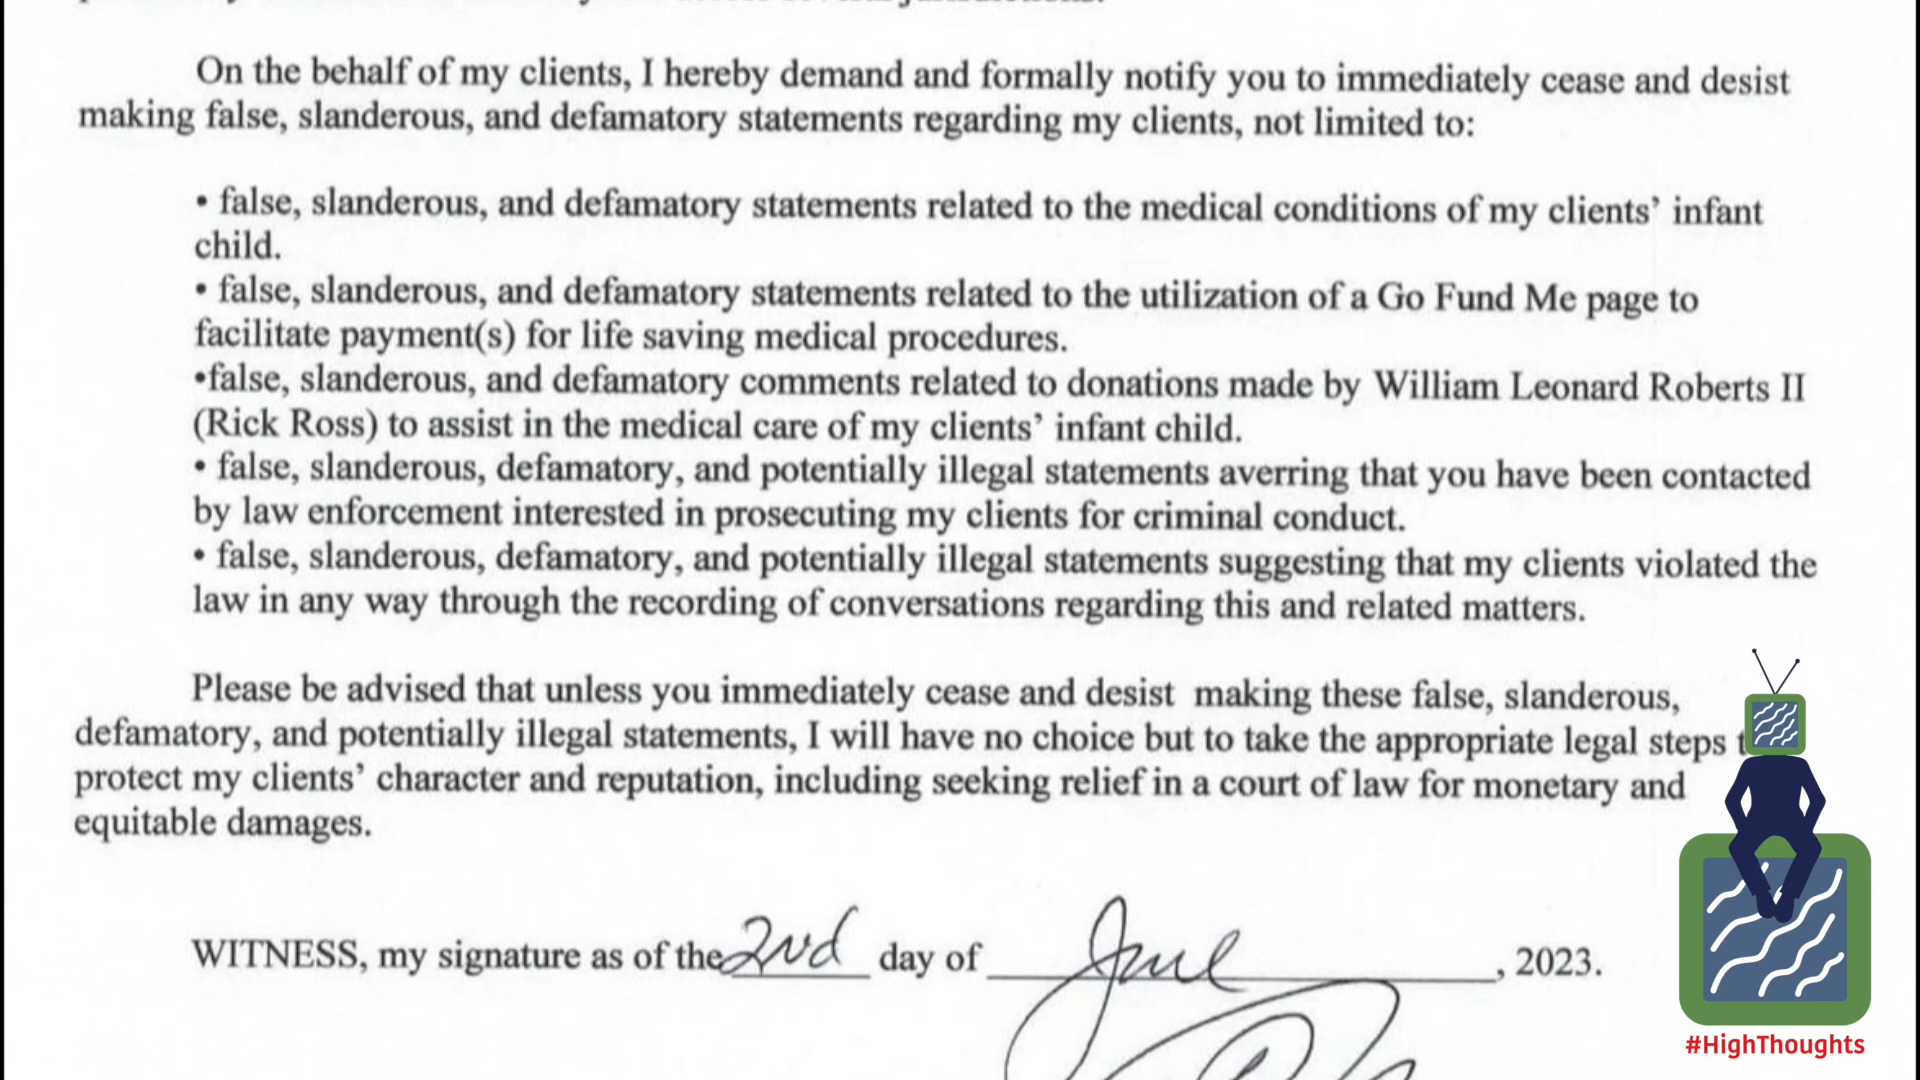 On the behalf of my clients, I hereby demand and formally notify you to immediately cease and desist
making false, slanderous, and defamatory statements regarding my clients, not limited to:
• false, slanderous, and defamatory statements related to the medical conditions of my clients’ infant
child.
• false, slanderous, and defamatory statements related to the utilization of a Go Fund Me page to
facilitate payment(s) for life saving medical procedures.
•false, slanderous, and defamatory comments related to donations made by William Leonard Roberts II
(Rick Ross) to assist in the medical care of my clients’ infant child.
• false, slanderous, defamatory, and potentially illegal statements averring that you have been contacted
by law enforcement interested in prosecuting my clients for criminal conduct.
• false, slanderous, defamatory, and potentially illegal statements suggesting that my clients violated the
law in any way through the recording of conversations regarding this and related matters.
Please be advised that unless you immediately cease and desist making these false, slanderous,
defamatory, and potentially illegal statements, I will have no choice but to take the appropriate legal steps
protect my clients’ character and reputation, including seeking relief in a court of law for monetary and
equitable damages.
WITNESS, my signature as of the 2nd day of June, 2023.
#HighThoughts